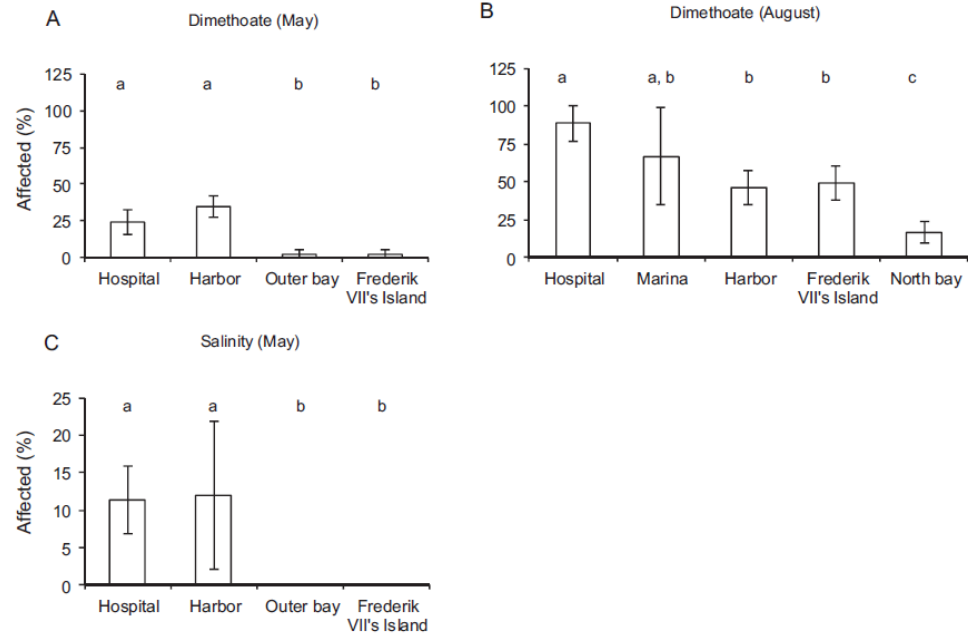 A
Dimethoate (May)
Affected (%)
125
100
75
50
25
0
a
a
b
b
Hospital
Harbor
Outer bay
Frederik
VII's Island
B
Dimethoate (August)
125
100
75
50
25
0
a
a, b
b
b
c
Hospital
Marina
Harbor
Frederik
VII's Island
North bay
C
Salinity (May)
Affected (%)
25
20
15
10
5
0
a
a
b
b
Hospital
Harbor
Outer bay
Frederik
VII's Island